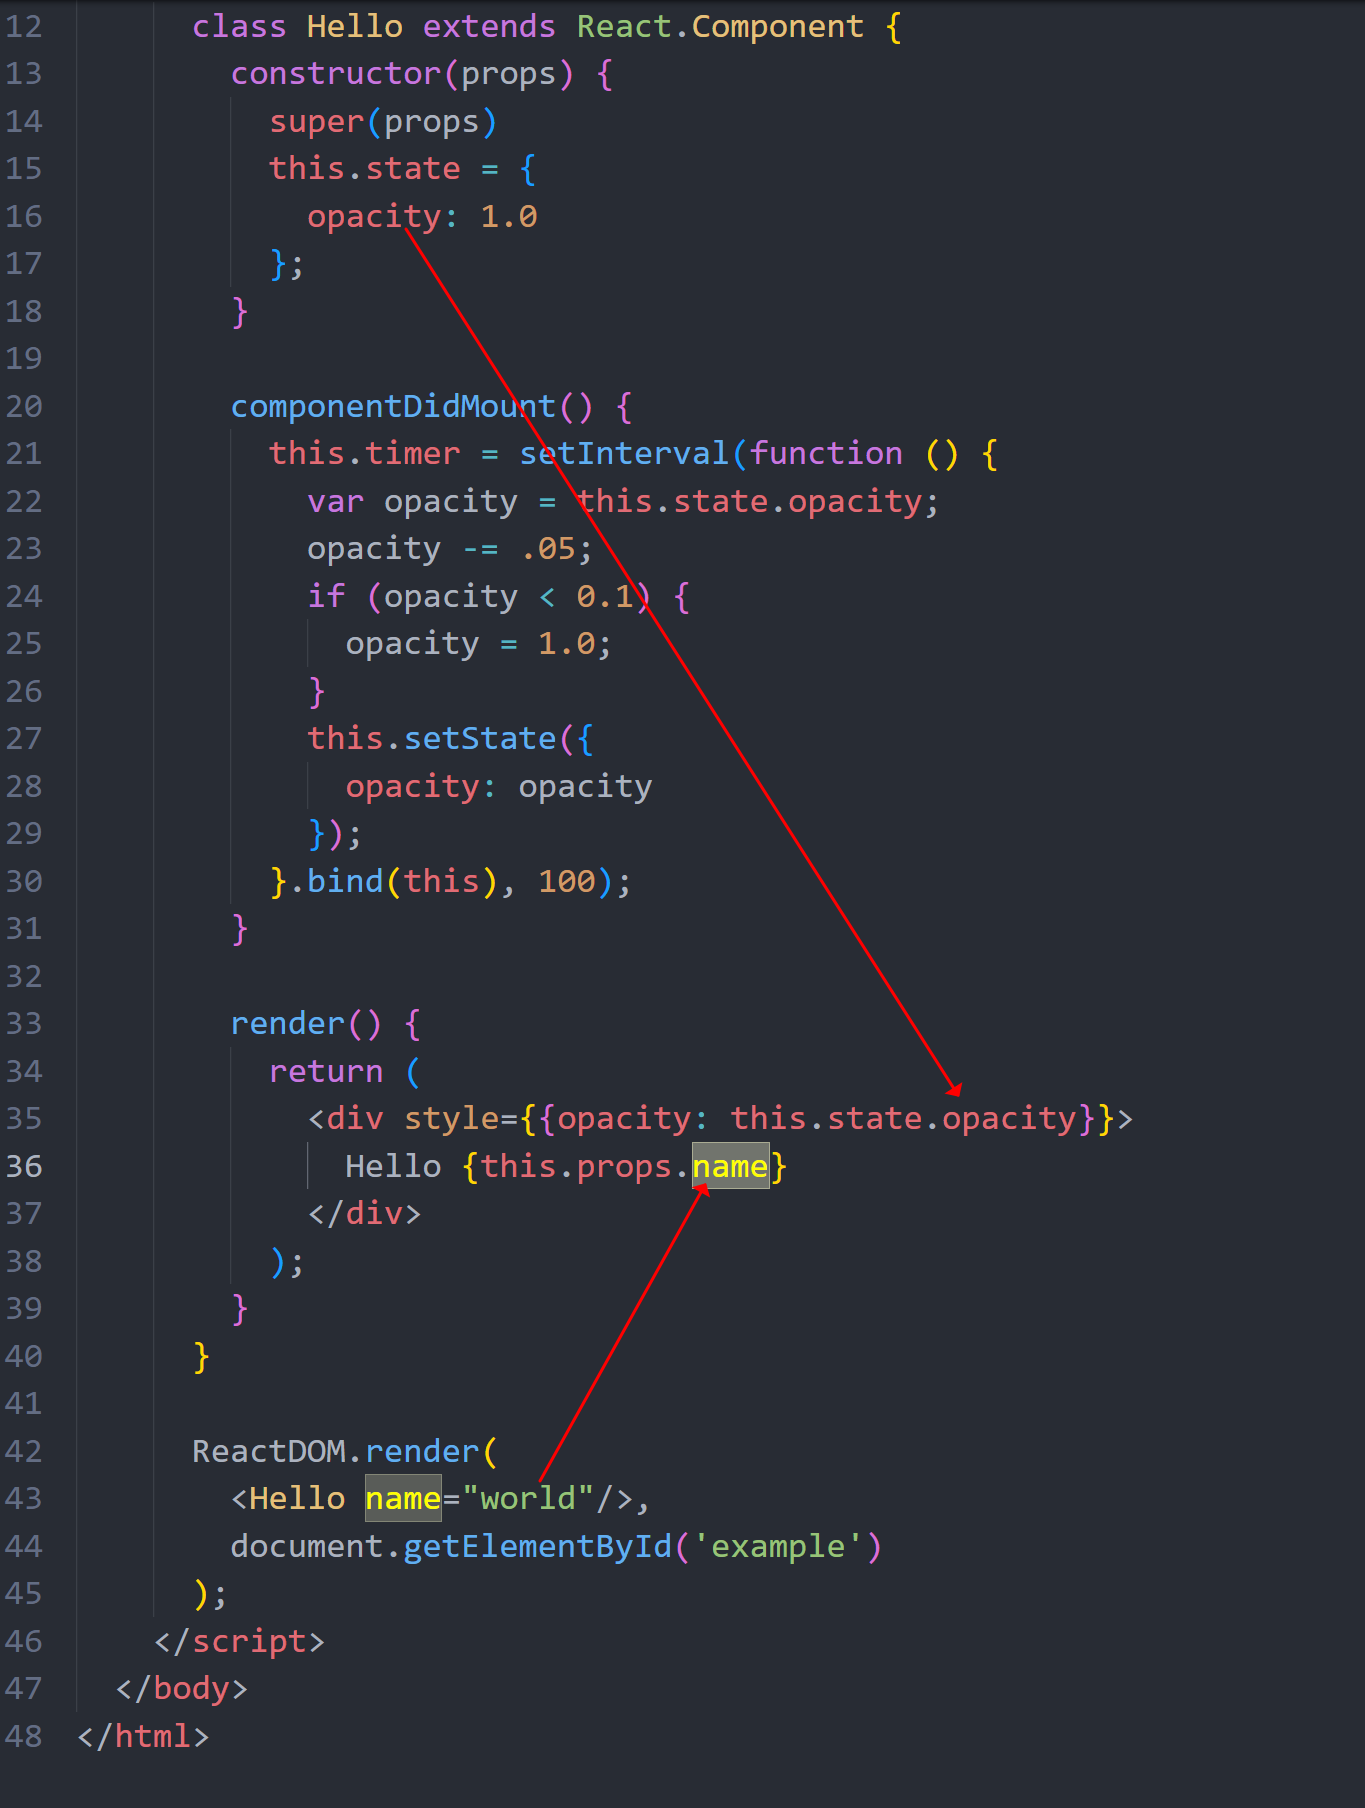 12 class Hello extends React.Component {
13 constructor(props) {
14 super(props)
15 this.state = {
16 opacity: 1.0
17 };
18 }
19
20 componentDidMount() {
21 this.timer = setInterval(function () {
22 var opacity = this.state.opacity;
23 opacity -= .05;
24 if (opacity < 0.1) {
25 opacity = 1.0;
26 }
27 this.setState({
28 opacity: opacity
29 });
30 }.bind(this), 100);
31 }
32
33 render() {
34 return (
35 <div style={{opacity: this.state.opacity}}>
36 Hello {this.props.name}
37 </div>
38 );
39 }
40 }
41
42 ReactDOM.render(
43 <Hello name="world"/>,
44 document.getElementById('example')
45 );
46 </script>
47 </body>
48 </html>